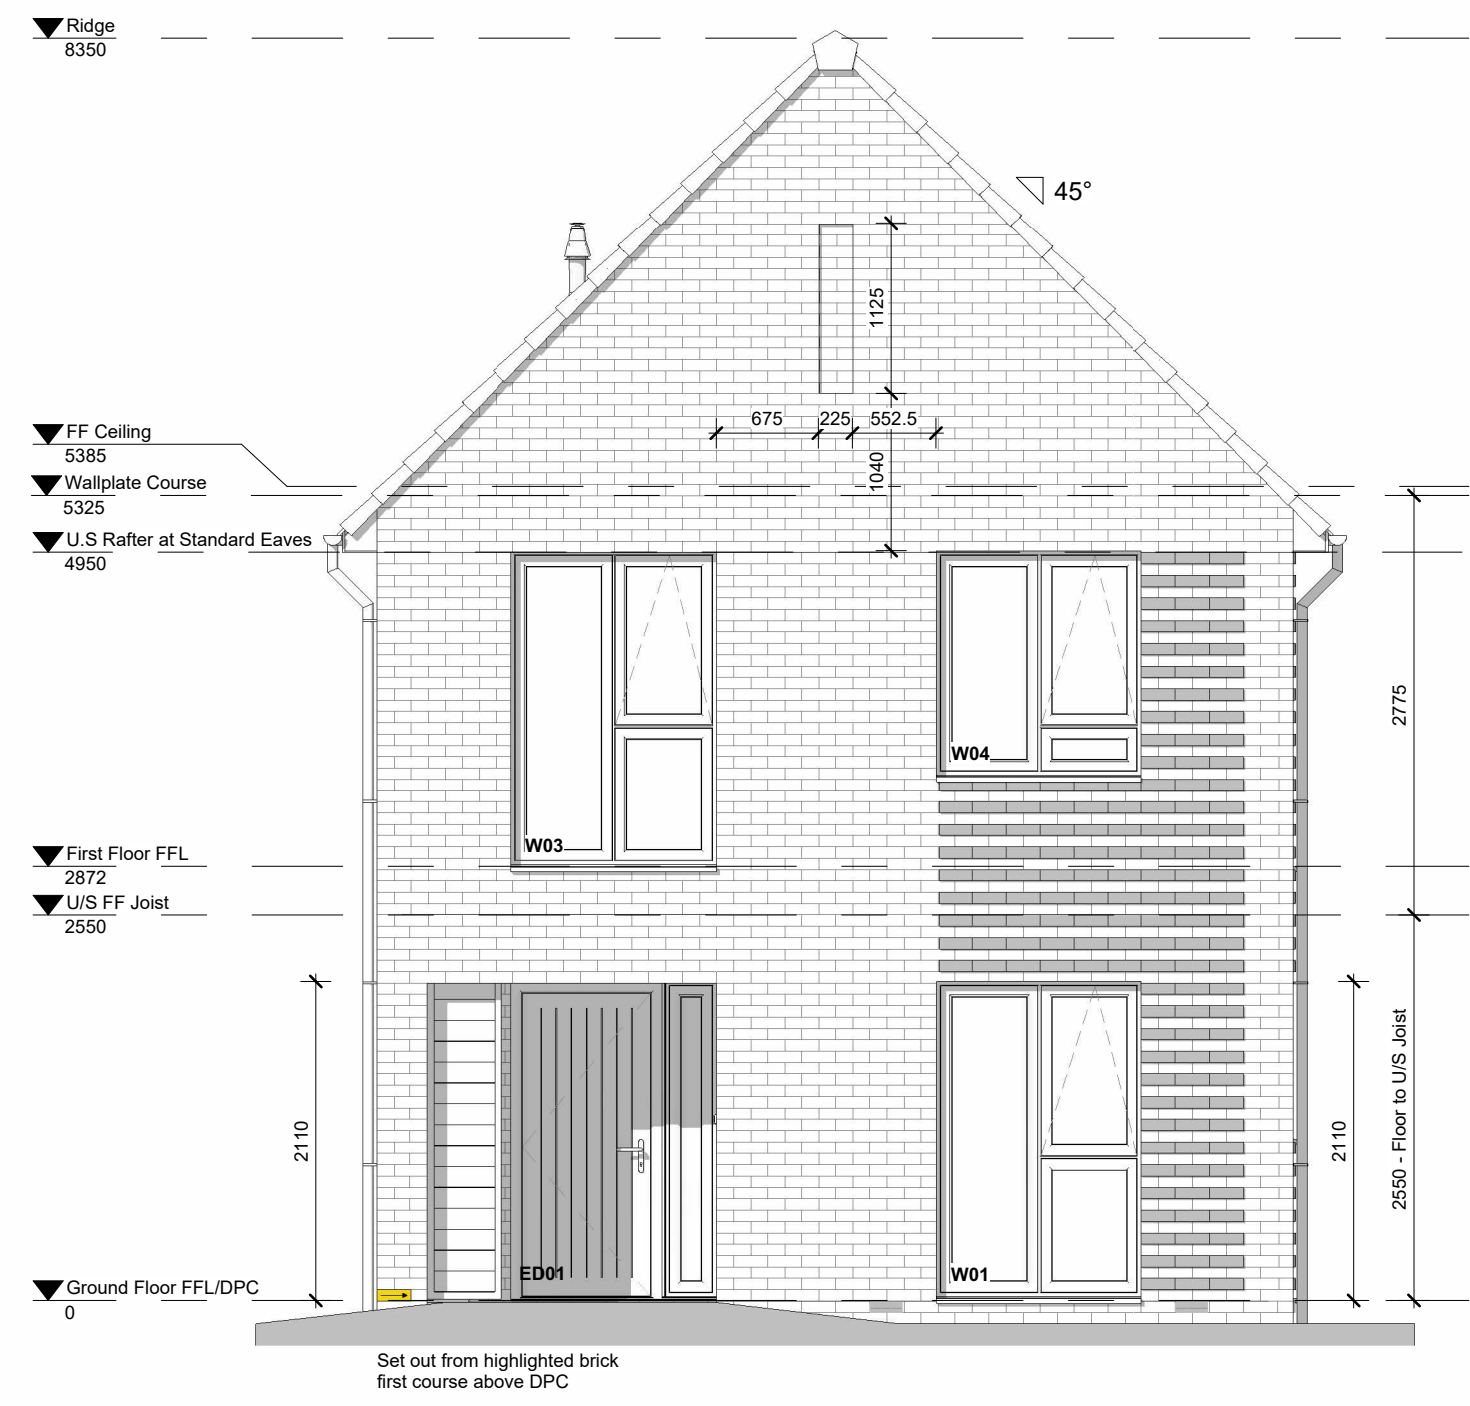 Ridge
8350
45°
1125
FF Ceiling
5385
675
225
552.5
1040
Wallplate Course
5325
U.S Rafter at Standard Eaves
4950
2775
W04
W03
First Floor FFL
2872
U/S FF Joist
2550
2110
2110
2550 - Floor to U/S Joist
ED01
W01
Ground Floor FFL/DPC
0
Set out from highlighted brick
first course above DPC